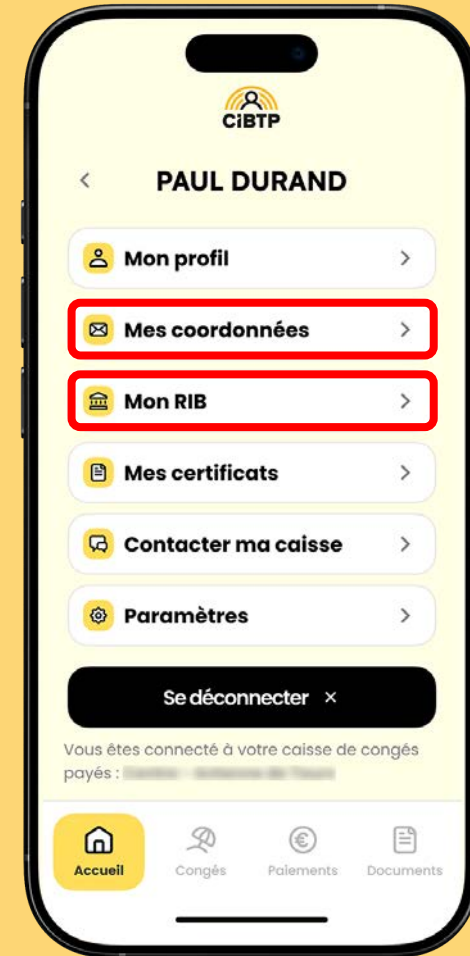 CiBTP
PAUL DURAND
Mon profil
Mes coordonnées
Mon RIB
Mes certificats
Contacter ma caisse
Paramètres
Se déconnecter ×
Vous êtes connecté à votre caisse de congés
payés :
Accueil
Congés
Paiements
Documents